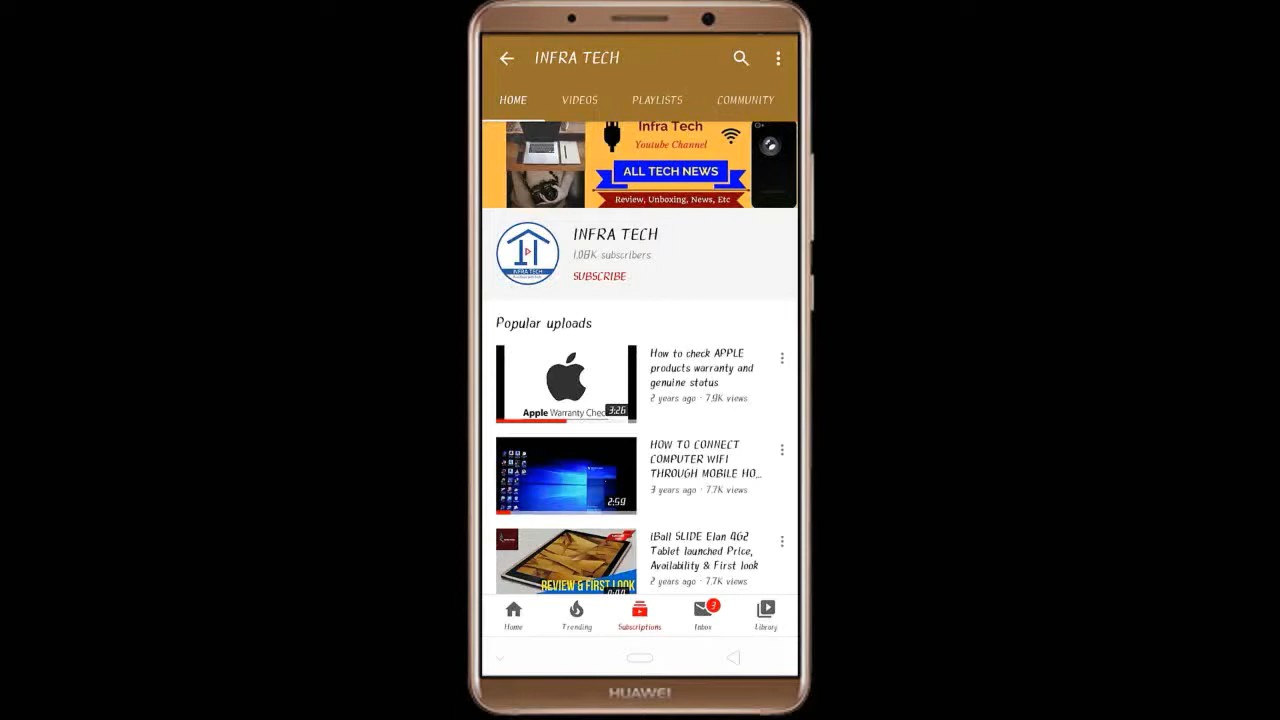 INFRA TECH
HOME VIDEOS PLAYLISTS COMMUNITY
Infra Tech
Youtube Channel
ALL TECH NEWS
Review, Unboxing, News, Etc
INFRA TECH
INFRA TECH
1.08K subscribers
SUBSCRIBE
Popular uploads
Apple Warranty Chec
3:26
How to check APPLE
products warranty and
genuine status
2 years ago · 7.9K views
2:59
HOW TO CONNECT
COMPUTER WIFI
THROUGH MOBILE HO...
3 years ago · 7.7K views
REVIEW & FIRST LOOK
iBall SLIDE Elan 4G2
Tablet launched Price,
Availability & First look
2 years ago · 7.7K views
3
Home Trending Subscriptions Inbox Library
HUAWEI